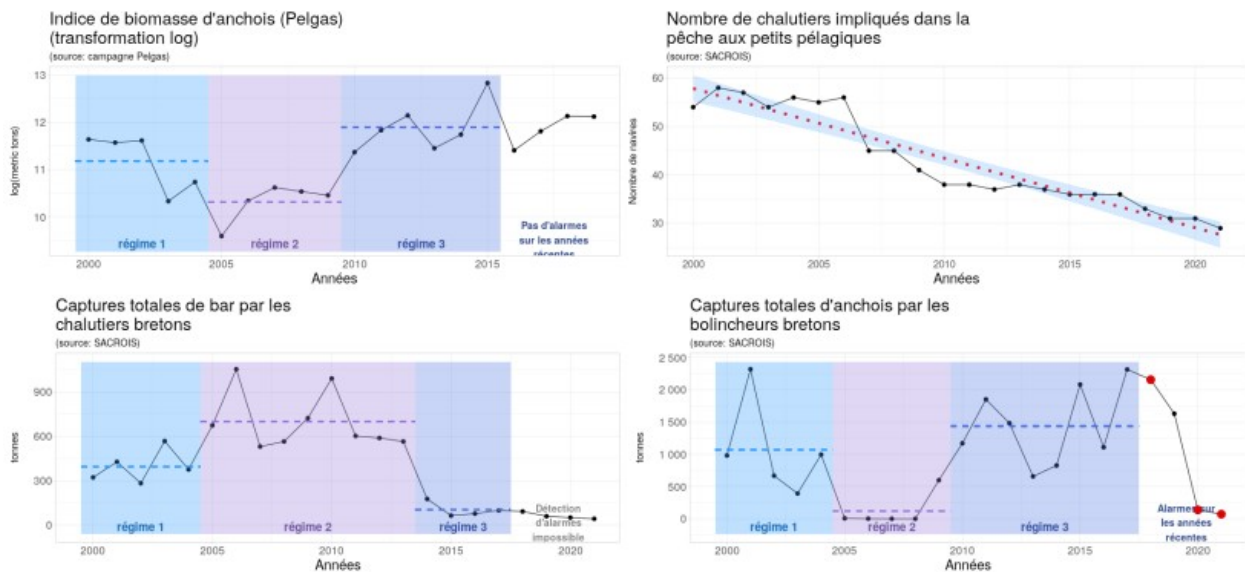 Indice de biomasse d'anchois (Pelgas)
(transformation log)
(source: campagne Pelgas)
log(metric tons)
13
12
11
10
régime 1
régime 2
régime 3
Pas d'alarmes
sur les années
récentes
2000
2005
2010
2015
Années
Nombre de chalutiers impliqués dans la
pêche aux petits pélagiques
(source: SACROIS)
Nombre de navires
60
50
40
30
2000
2005
2010
2015
2020
Années
Captures totales de bar par les
chalutiers bretons
(source: SACROIS)
tonnes
900
600
300
0
régime 1
régime 2
régime 3
Détection
d'alarmes
impossible
2000
2005
2010
2015
2020
Années
Captures totales d'anchois par les
bolincheurs bretons
(source: SACROIS)
tonnes
2 500
2 000
1 500
1 000
500
0
régime 1
régime 2
régime 3
Alarmes sur
les années
récentes
2000
2005
2010
2015
2020
Années